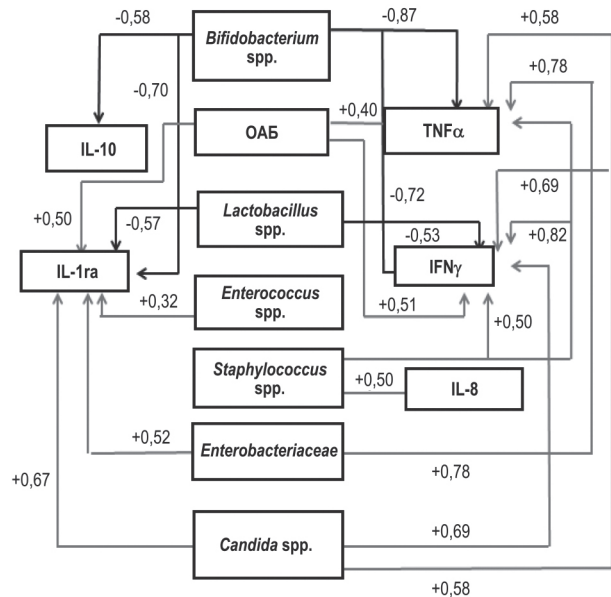 -0,58
-0,87
+0,58
Bifidobacterium
spp.
-0,70
+0,78
+0,40
ОАБ
TNFα
IL-10
+0,69
-0,72
+0,50
-0,57
Lactobacillus
spp.
-0,53
+0,82
IL-1ra
IFNγ
Enterococcus
spp.
+0,32
+0,51
+0,50
Staphylococcus
spp.
+0,50
IL-8
+0,52
Enterobacteriaceae
+0,78
+0,67
Candida spp.
+0,69
+0,58